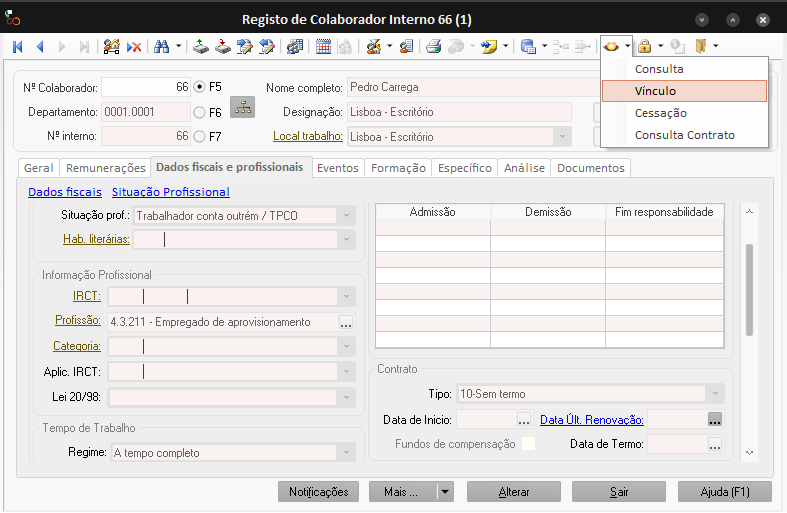 Registo de Colaborador Interno 66 (1)
Consulta
Vínculo
Cessação
Consulta Contrato
Nº Colaborador: 66 F5
Nome completo: Pedro Carrega
Departamento: 0001.0001 F6
Designação: Lisboa - Escritório
Nº interno: 66 F7
Local trabalho: Lisboa - Escritório
Geral Remunerações Dados fiscais e profissionais Eventos Formação Específico Análise Documentos
Dados fiscais Situação Profissional
Situação prof.: Trabalhador conta outrém / TPCO
Hab. literárias:
Informação Profissional
IRCT:
Profissão: 4.3.211 - Empregado de aprovisionamento ...
Categoria:
Aplic. IRCT:
Lei 20/98:
Tempo de Trabalho
Regime: A tempo completo
Admissão Demissão Fim responsabilidade
Contrato
Tipo: 10-Sem termo
Data de Inicio: ... Data Últ. Renovação: ...
Fundos de compensação Data de Termo: ...
Notificações Mais ... Alterar Sair Ajuda (F1)